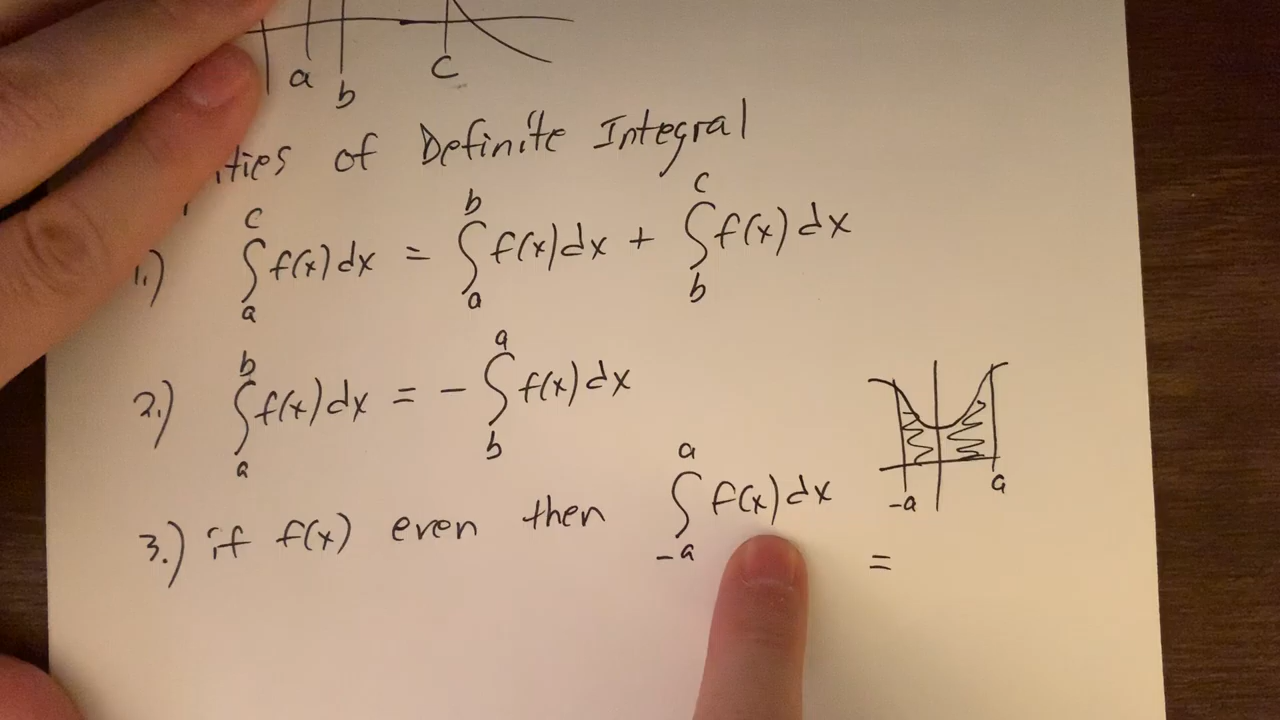 a b c
of Definite Integral
1.) ∫_a^c f(x) dx = ∫_a^b f(x) dx + ∫_b^c f(x) dx
2.) ∫_a^b f(x) dx = - ∫_b^a f(x) dx
3.) if f(x) even then ∫_{-a}^a f(x) dx =
-a a